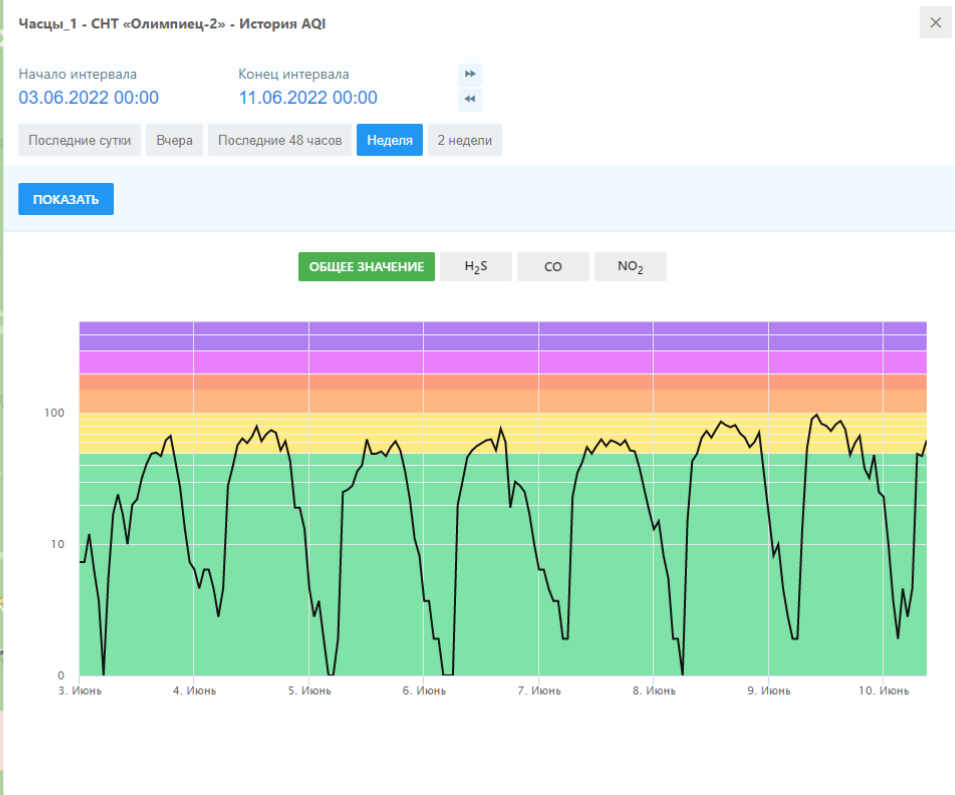 Часцы_1 - СНТ «Олимпиец-2» - История AQI
Начало интервала Конец интервала
03.06.2022 00:00 11.06.2022 00:00
Последние сутки Вчера Последние 48 часов Неделя 2 недели
ПОКАЗАТЬ
ОБЩЕЕ ЗНАЧЕНИЕ H₂S CO NO₂
100
10
0
3. Июнь 4. Июнь 5. Июнь 6. Июнь 7. Июнь 8. Июнь 9. Июнь 10. Июнь